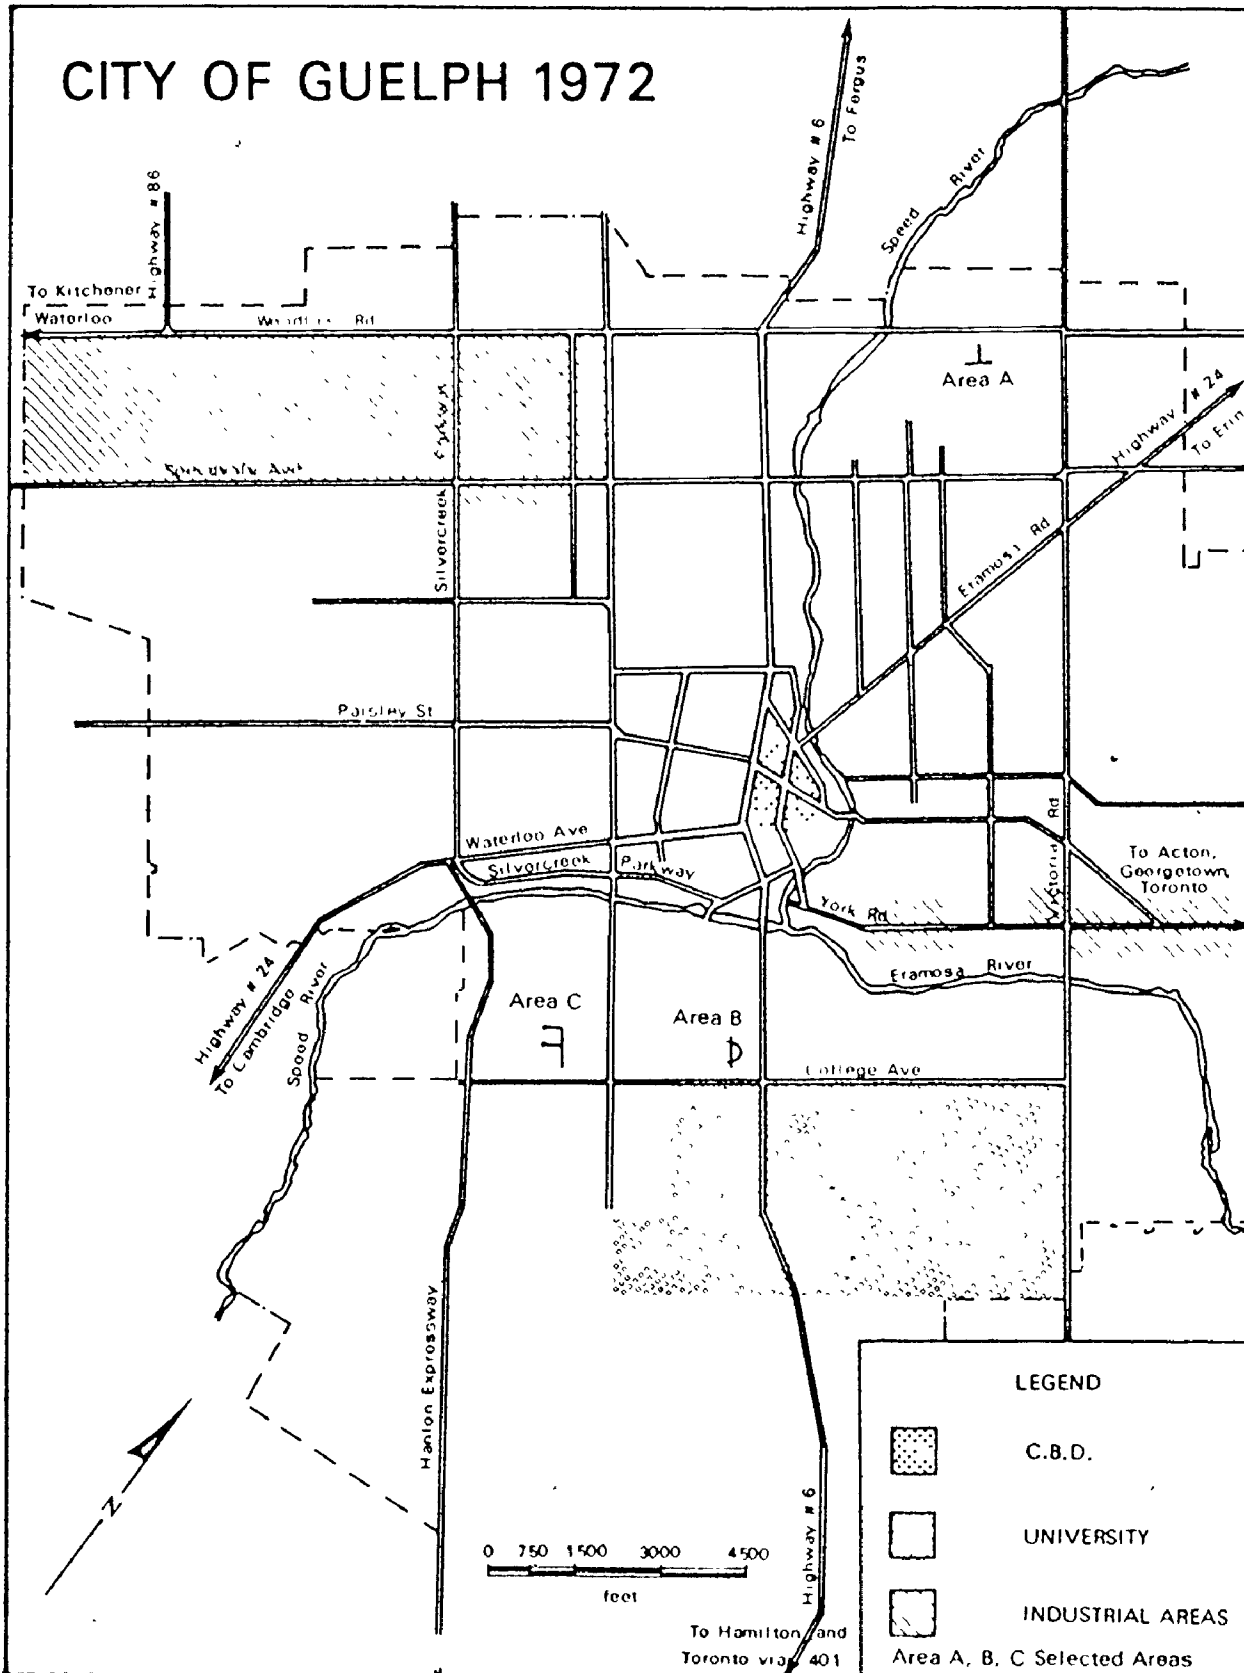 CITY OF GUELPH 1972
Highway # 6
To Fergus
Speed River
Highway # 86
To Kitchener
Waterloo
Rd
Area A
Highway # 24
To Erin
Silvercreek
Eramosa Rd
Paisley St
Waterloo Ave
Silvercreek Parkway
Victoria Rd
To Acton,
Georgetown,
Toronto
York Rd
Eramosa River
Highway # 24
To Cambridge
Speed River
Area C
Area B
College Ave
Hanlon Expressway
Highway # 6
N
0 750 1500 3000 4500
feet
To Hamilton and
Toronto via 401
LEGEND
C.B.D.
UNIVERSITY
INDUSTRIAL AREAS
Area A, B, C Selected Areas